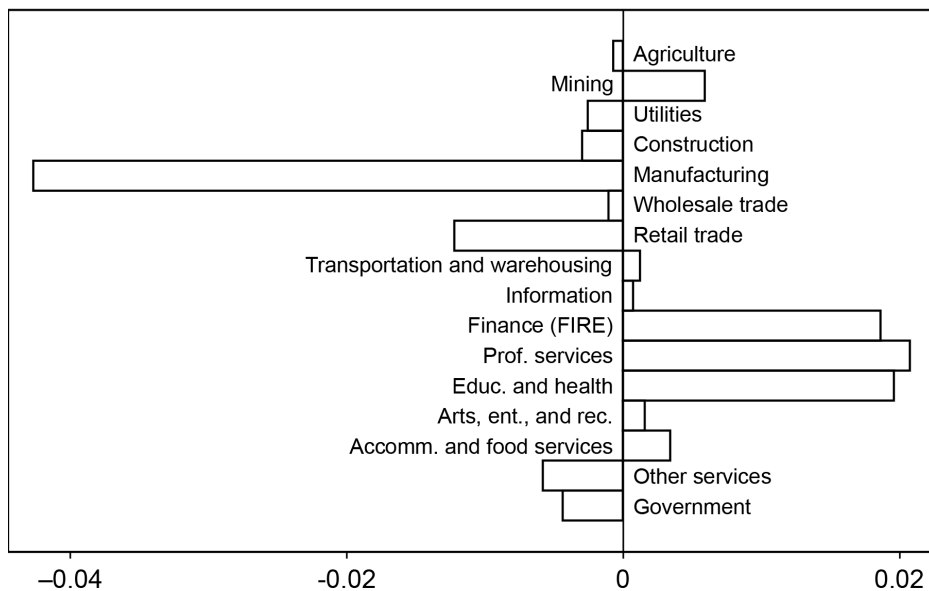 Agriculture
Mining
Utilities
Construction
Manufacturing
Wholesale trade
Retail trade
Transportation and warehousing
Information
Finance (FIRE)
Prof. services
Educ. and health
Arts, ent., and rec.
Accomm. and food services
Other services
Government
–0.04 -0.02 0 0.02